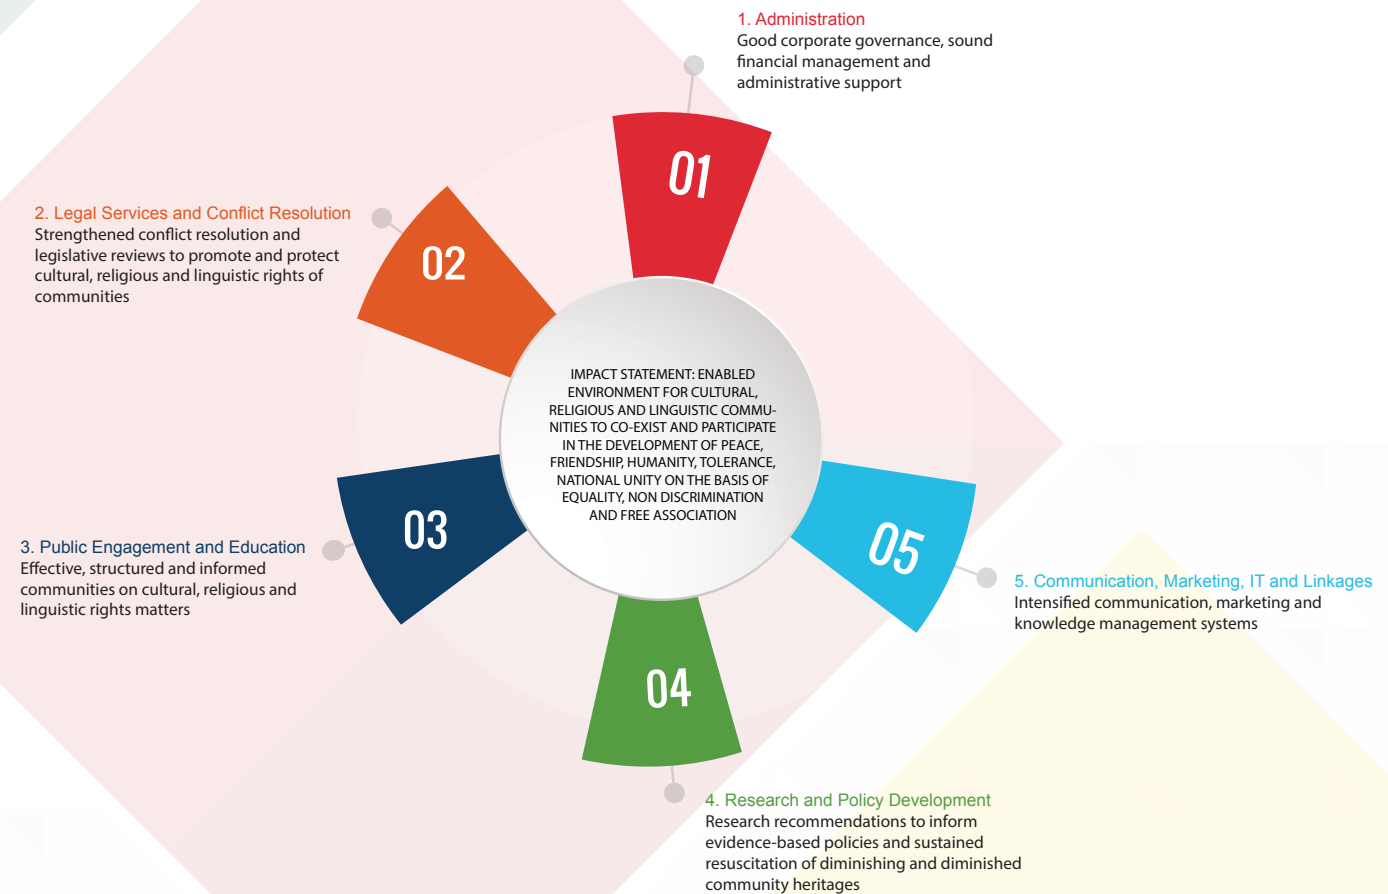 1. Administration
Good corporate governance, sound
financial management and
administrative support
01
2. Legal Services and Conflict Resolution
Strengthened conflict resolution and
legislative reviews to promote and protect
cultural, religious and linguistic rights of
communities
02
IMPACT STATEMENT: ENABLED
ENVIRONMENT FOR CULTURAL,
RELIGIOUS AND LINGUISTIC COMMU-
NITIES TO CO-EXIST AND PARTICIPATE
IN THE DEVELOPMENT OF PEACE,
FRIENDSHIP, HUMANITY, TOLERANCE,
NATIONAL UNITY ON THE BASIS OF
EQUALITY, NON DISCRIMINATION
AND FREE ASSOCIATION
03
3. Public Engagement and Education
Effective, structured and informed
communities on cultural, religious and
linguistic rights matters
04
4. Research and Policy Development
Research recommendations to inform
evidence-based policies and sustained
resuscitation of diminishing and diminished
community heritages
05
5. Communication, Marketing, IT and Linkages
Intensified communication, marketing and
knowledge management systems